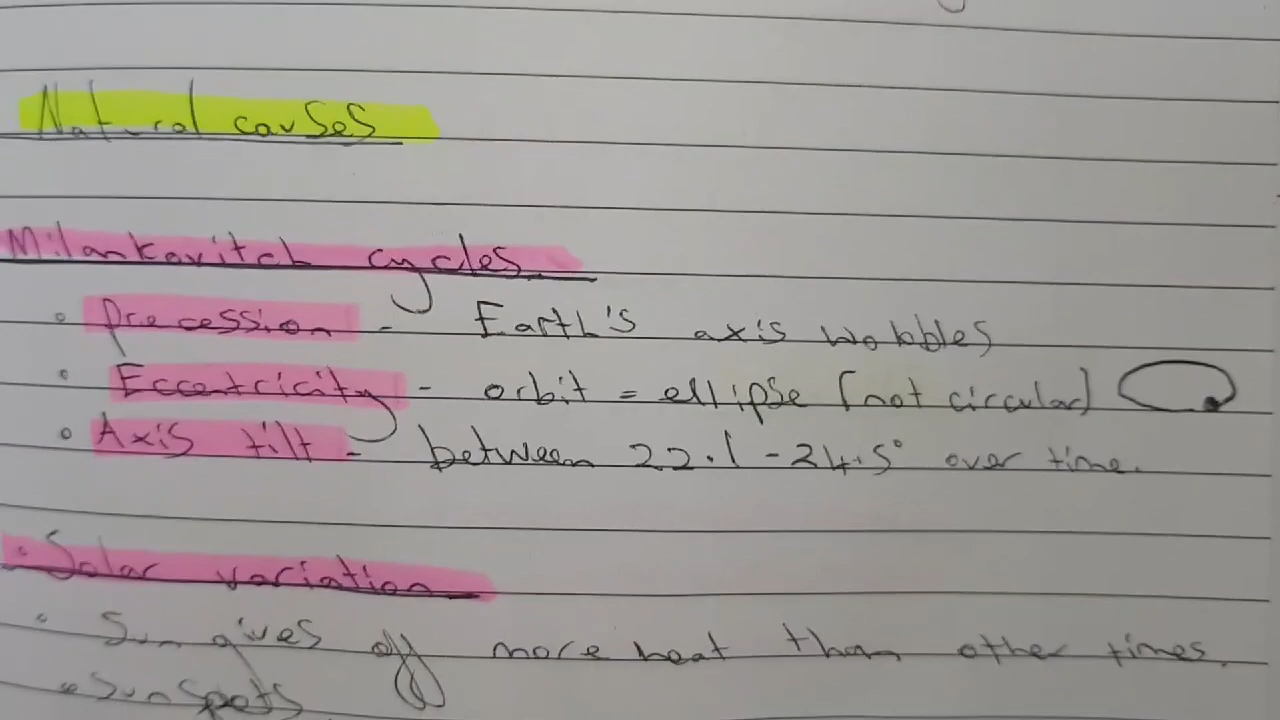 Natural causes
Milankovitch cycles
• Precession - Earth's axis wobbles
• Eccentricity - orbit = ellipse (not circular)
• Axis tilt - between 22.1 - 24.5° over time.
• Solar variation
• Sun gives off more heat than other times.
• Sunspots